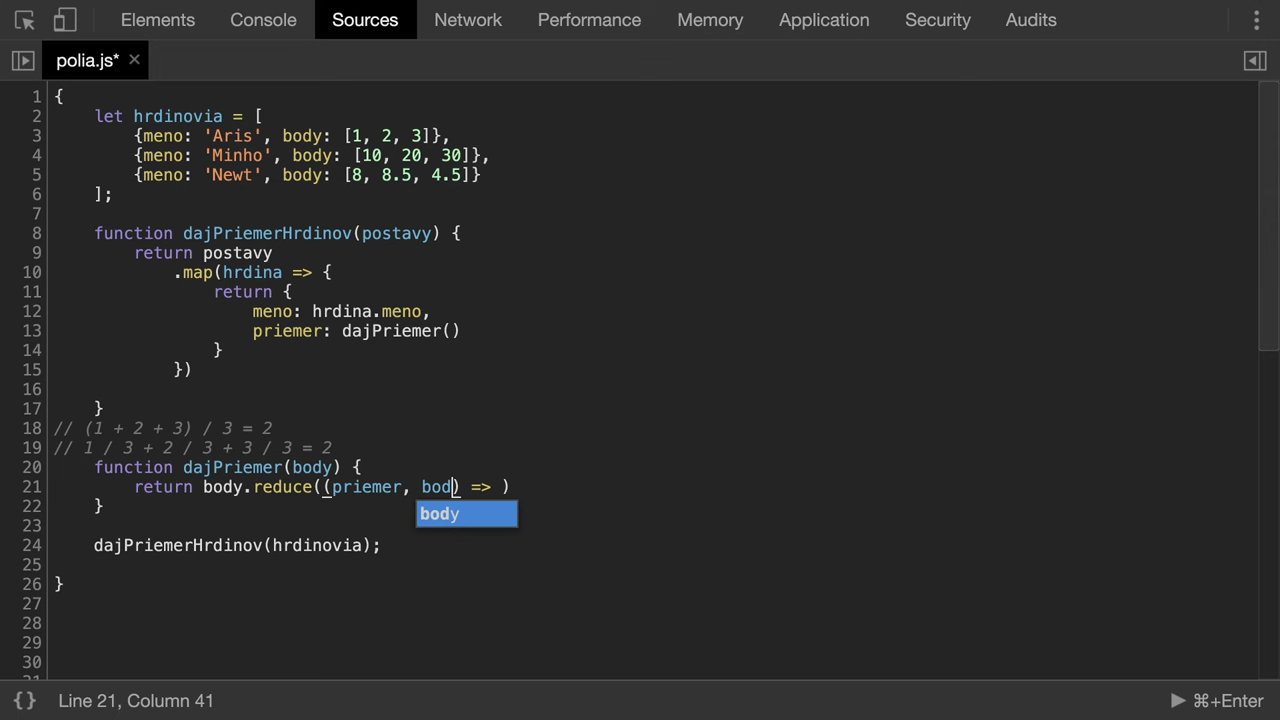 Elements Console Sources Network Performance Memory Application Security Audits
polia.js* ×
1 {
2     let hrdinovia = [
3         {meno: 'Aris', body: [1, 2, 3]},
4         {meno: 'Minho', body: [10, 20, 30]},
5         {meno: 'Newt', body: [8, 8.5, 4.5]}
6     ];
7
8     function dajPriemerHrdinov(postavy) {
9         return postavy
10             .map(hrdina => {
11                 return {
12                     meno: hrdina.meno,
13                     priemer: dajPriemer()
14                 }
15             })
16
17     }
18 // (1 + 2 + 3) / 3 = 2
19 // 1 / 3 + 2 / 3 + 3 / 3 = 2
20     function dajPriemer(body) {
21         return body.reduce((priemer, bod) => )
body
22     }
23
24     dajPriemerHrdinov(hrdinovia);
25
26 }
27
28
29
30
{} Line 21, Column 41 ▶ ⌘+Enter